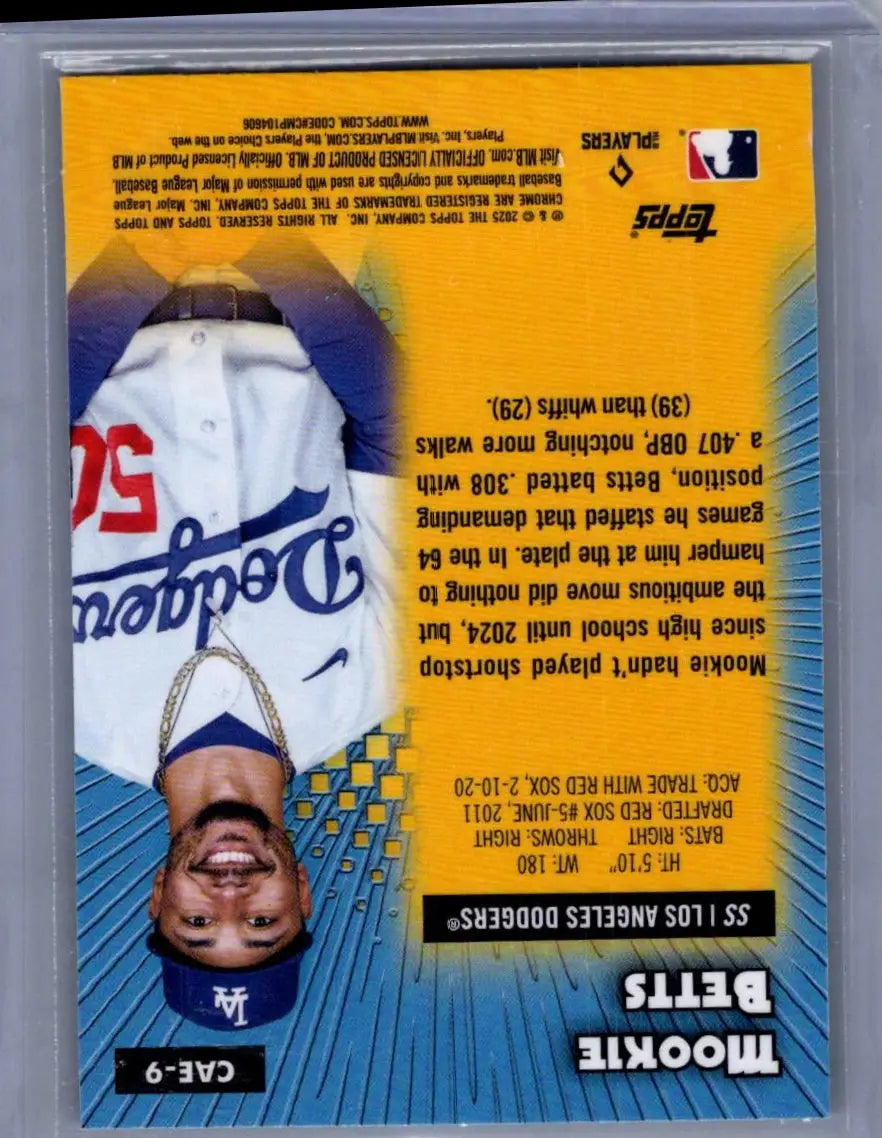 CAE-9
MOOKIE
BETTS
SS | LOS ANGELES DODGERS®
HT: 5'10" WT: 180
BATS: RIGHT THROWS: RIGHT
DRAFTED: RED SOX #5-JUNE, 2011
ACQ: TRADE WITH RED SOX, 2-10-20
Mookie hadn't played shortstop
since high school until 2024, but
the ambitious move did nothing to
hamper him at the plate. In the 64
games he staffed that demanding
position, Betts batted .308 with
a .407 OBP, notching more walks
(39) than whiffs (29).
LA
Dodgers
50
topps
MLB PLAYERS
® & © 2025 THE TOPPS COMPANY, INC. ALL RIGHTS RESERVED. TOPPS AND TOPPS
CHROME ARE REGISTERED TRADEMARKS OF THE TOPPS COMPANY, INC. Major League
Baseball trademarks and copyrights are used with permission of Major League Baseball.
Visit MLB.com. OFFICIALLY LICENSED PRODUCT OF MLB. Officially Licensed Product of MLB
Players, Inc. Visit MLBPLAYERS.COM, the Players Choice on the web.
WWW.TOPPS.COM. CODE#CMP104606